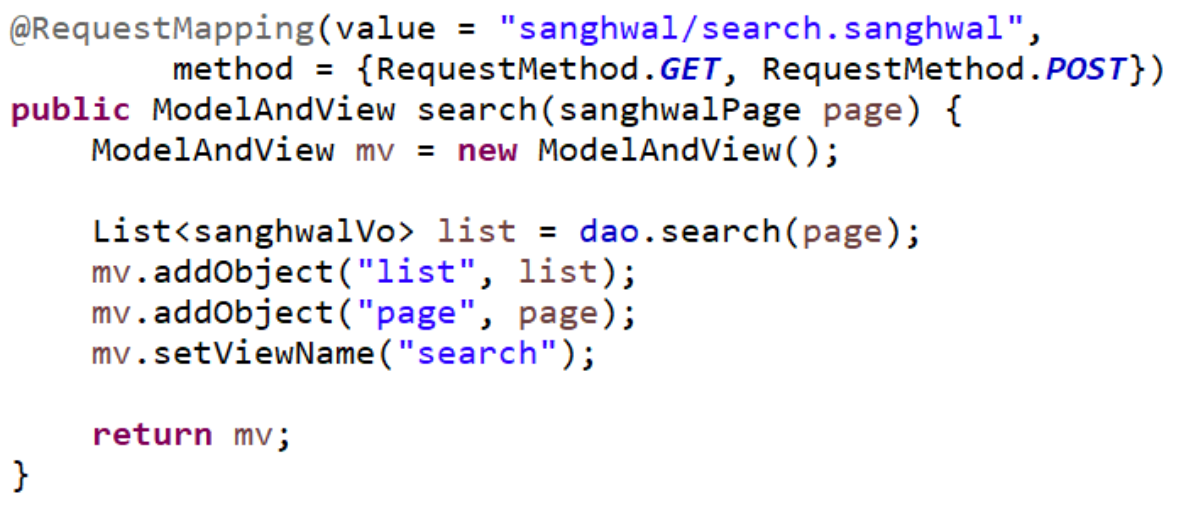 @RequestMapping(value = "sanghwal/search.sanghwal",
        method = {RequestMethod.GET, RequestMethod.POST})
public ModelAndView search(sanghwalPage page) {
    ModelAndView mv = new ModelAndView();

    List<sanghwalVo> list = dao.search(page);
    mv.addObject("list", list);
    mv.addObject("page", page);
    mv.setViewName("search");

    return mv;
}